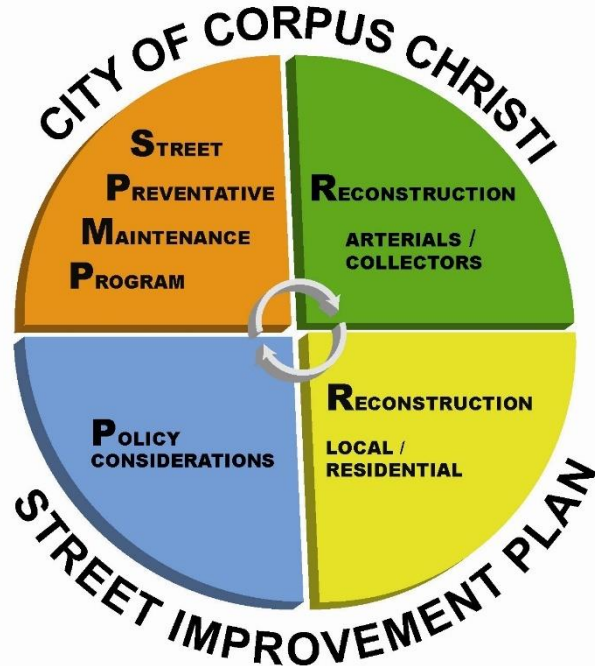 CITY OF CORPUS CHRISTI
STREET
PREVENTATIVE
MAINTENANCE
PROGRAM
RECONSTRUCTION
ARTERIALS /
COLLECTORS
POLICY
CONSIDERATIONS
RECONSTRUCTION
LOCAL /
RESIDENTIAL
STREET IMPROVEMENT PLAN